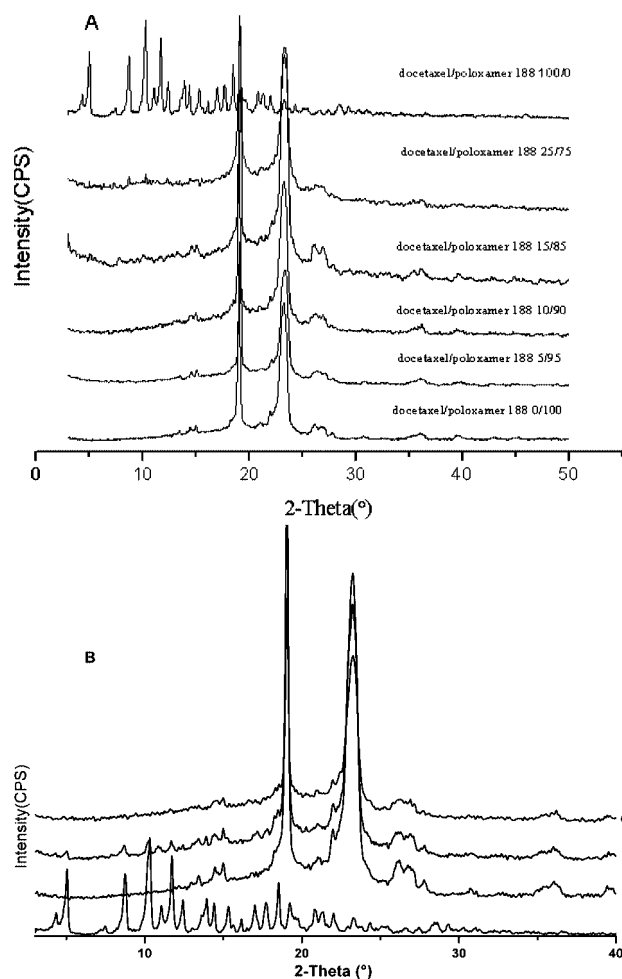 A
docetaxel/poloxamer 188 100/0
docetaxel/poloxamer 188 25/75
docetaxel/poloxamer 188 15/85
docetaxel/poloxamer 188 10/90
docetaxel/poloxamer 188 5/95
docetaxel/poloxamer 188 0/100
Intensity(CPS)
0 10 20 30 40 50
2-Theta(°)
B
Intensity(CPS)
10 20 30 40
2-Theta (°)